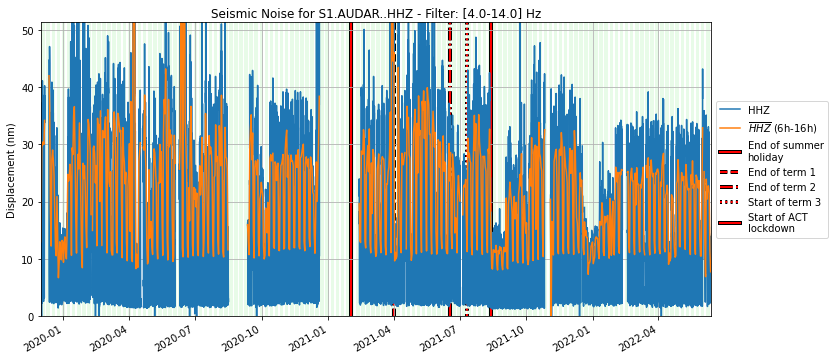 Seismic Noise for S1.AUDAR..HHZ - Filter: [4.0-14.0] Hz
Displacement (nm)
50
40
30
20
10
0
2020-01
2020-04
2020-07
2020-10
2021-01
2021-04
2021-07
2021-10
2022-01
2022-04
HHZ
HHZ (6h-16h)
End of summer
holiday
End of term 1
End of term 2
Start of term 3
Start of ACT
lockdown